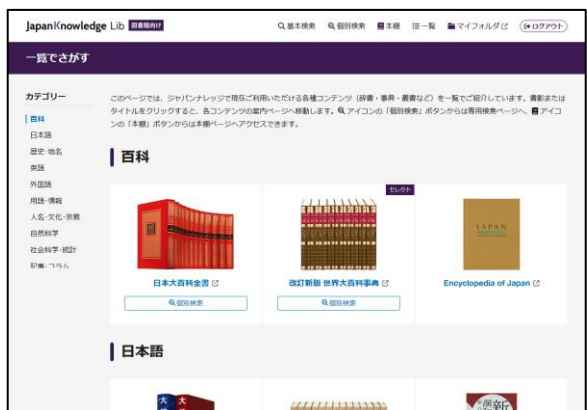 JapanKnowledge Lib 図書館向け
基本検索 個別検索 本棚 一覧 マイフォルダ ログアウト
一覧でさがす
カテゴリー
百科
日本語
歴史・地名
英語
外国語
用語・情報
人名・文化・宗教
自然科学
社会科学・統計
記事・コラム
このページでは、ジャパンナレッジで現在ご利用いただける各種コンテンツ（辞書・事典・叢書など）を一覧でご紹介しています。書影または
タイトルをクリックすると、各コンテンツの案内ページへ移動します。アイコンの「個別検索」ボタンからは専用検索ページへ、アイコ
ンの「本棚」ボタンからは本棚ページへアクセスできます。
百科
セレクト
JAPAN
日本大百科全書
改訂新版 世界大百科事典
Encyclopedia of Japan
個別検索
個別検索
日本語